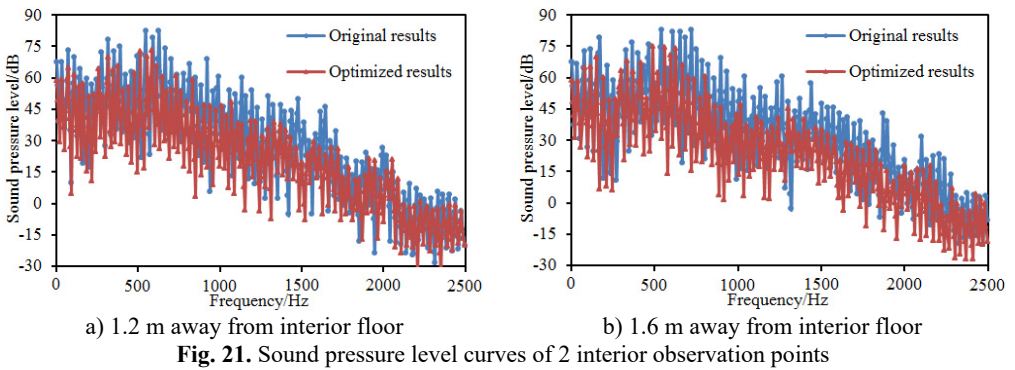 90
75
60
45
30
15
0
-15
-30
Sound pressure level/dB
Original results
Optimized results
0 500 1000 1500 2000 2500
Frequency/Hz
a) 1.2 m away from interior floor
90
75
60
45
30
15
0
-15
-30
Sound pressure level/dB
Original results
Optimized results
0 500 1000 1500 2000 2500
Frequency/Hz
b) 1.6 m away from interior floor
Fig. 21. Sound pressure level curves of 2 interior observation points